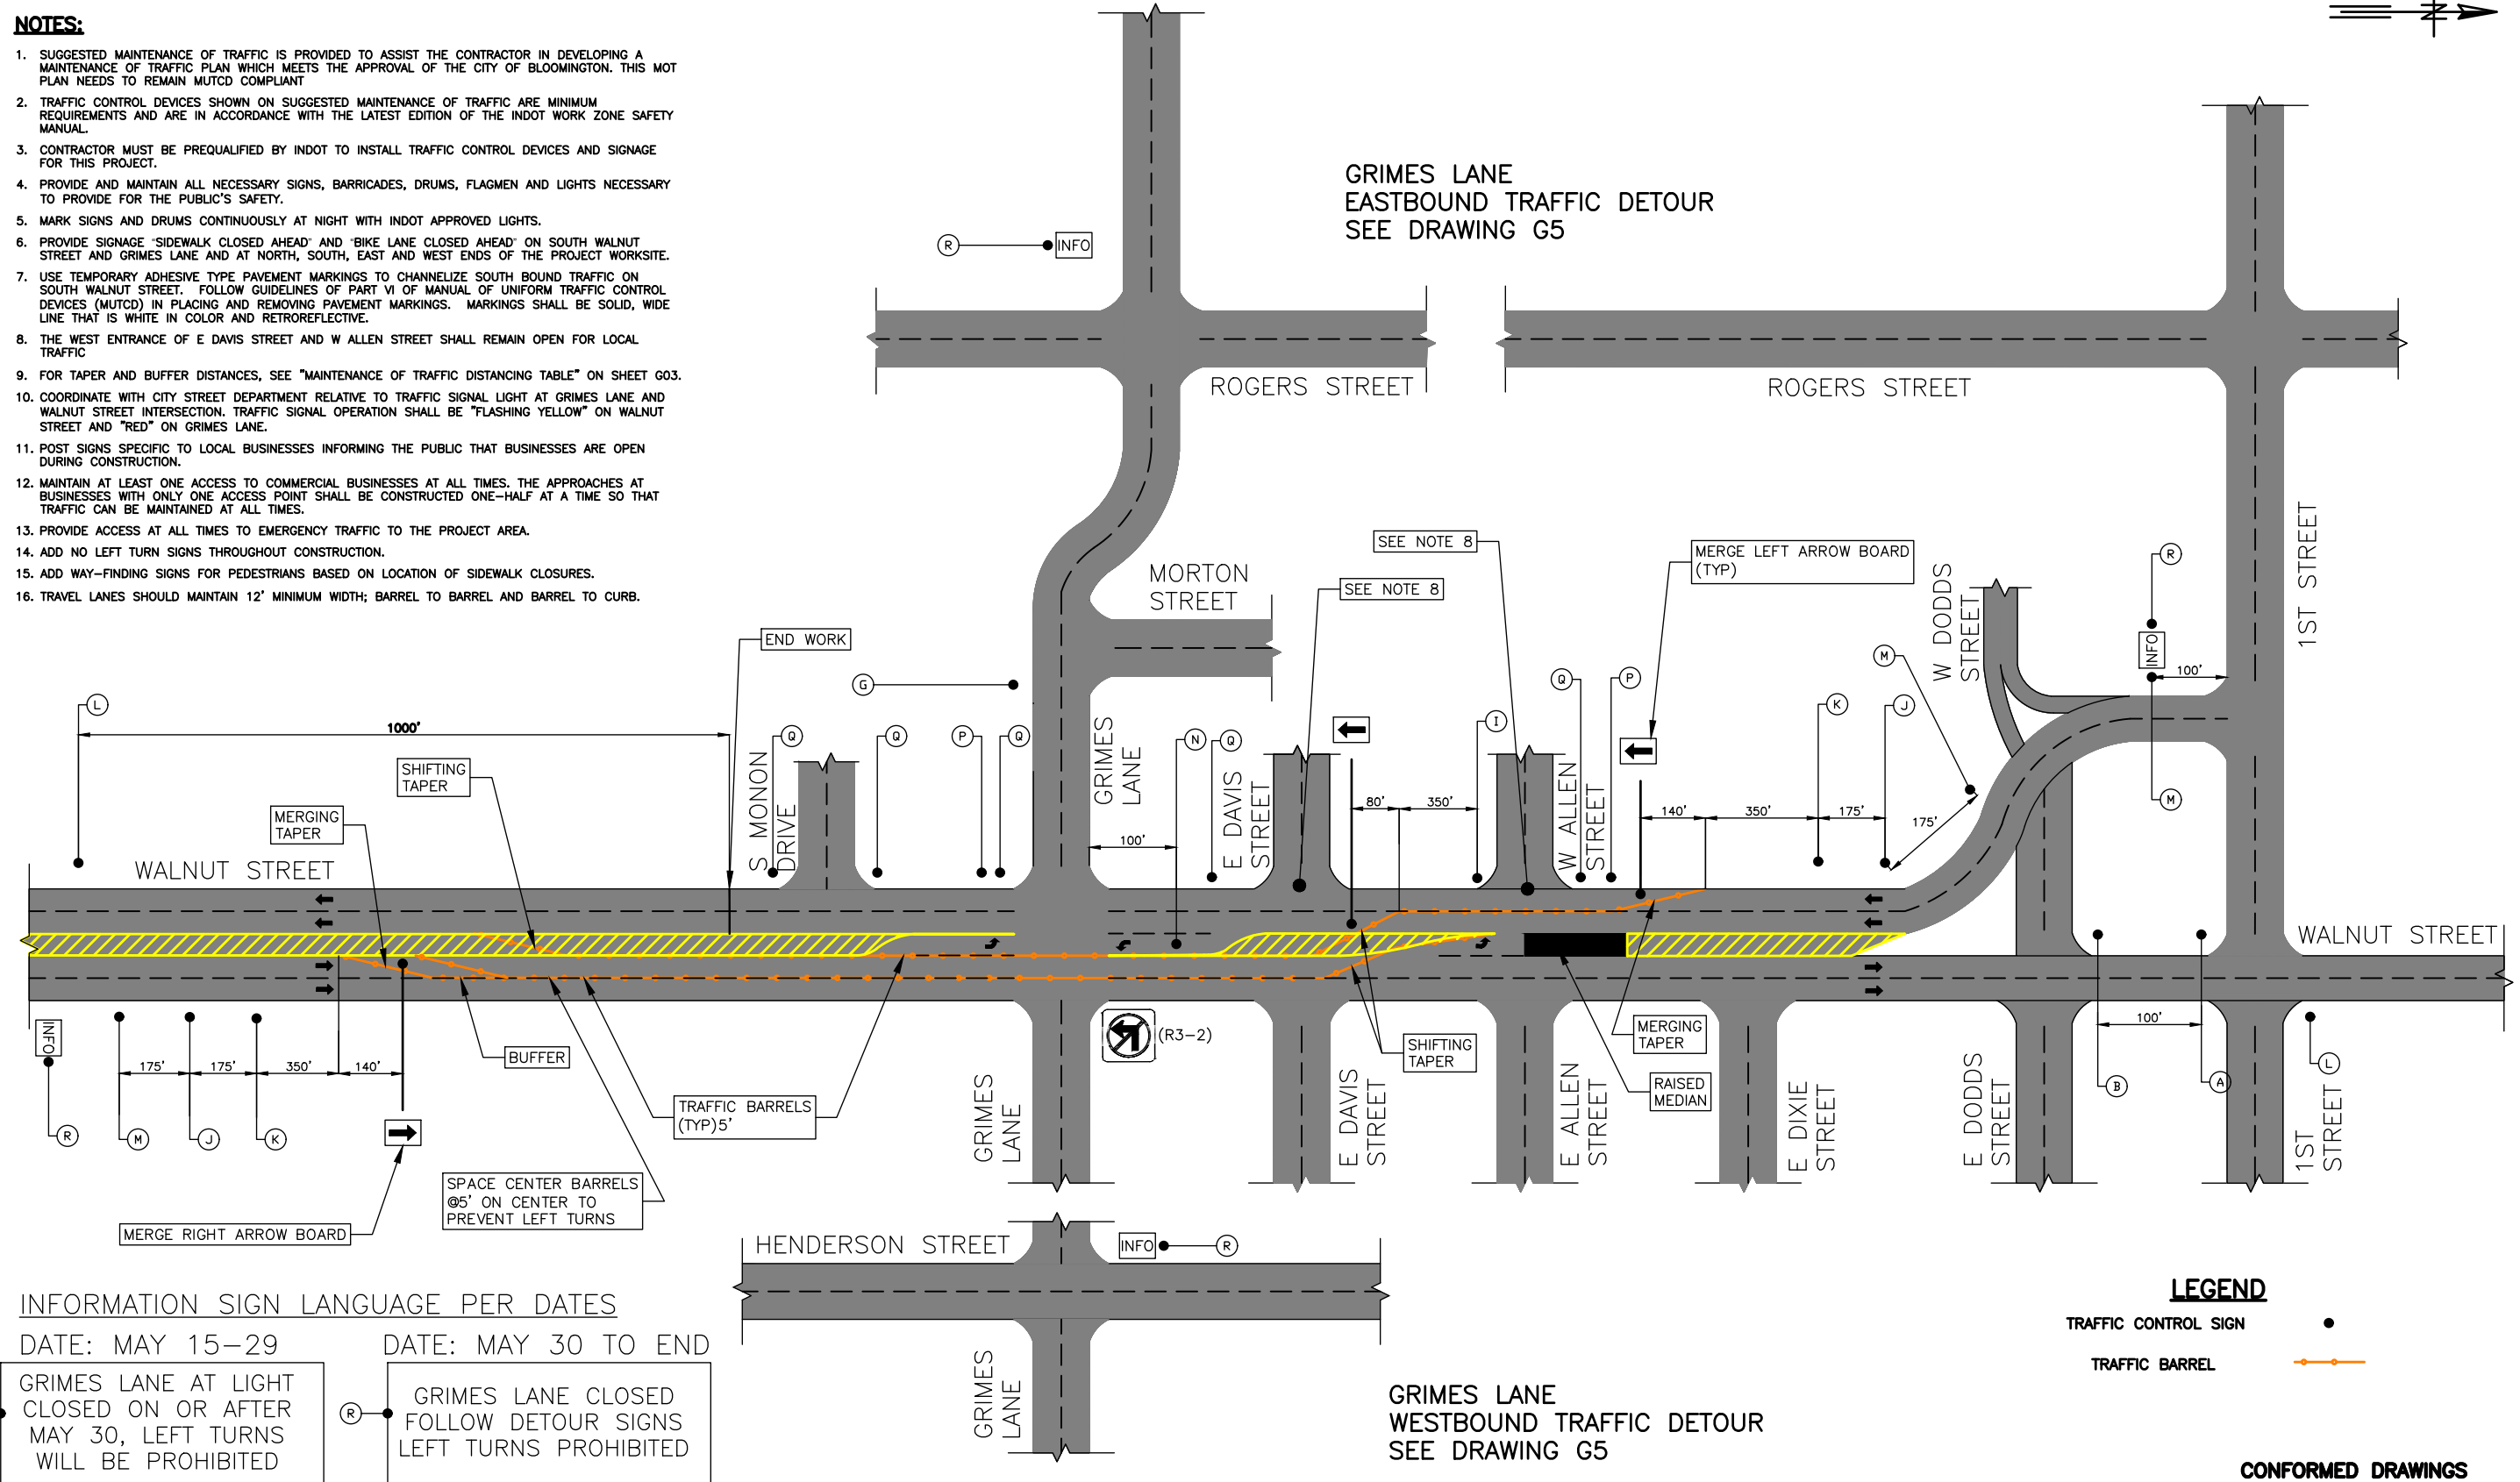 NOTES:
1. SUGGESTED MAINTENANCE OF TRAFFIC IS PROVIDED TO ASSIST THE CONTRACTOR IN DEVELOPING A
MAINTENANCE OF TRAFFIC PLAN WHICH MEETS THE APPROVAL OF THE CITY OF BLOOMINGTON. THIS MOT
PLAN NEEDS TO REMAIN MUTCD COMPLIANT
2. TRAFFIC CONTROL DEVICES SHOWN ON SUGGESTED MAINTENANCE OF TRAFFIC ARE MINIMUM
REQUIREMENTS AND ARE IN ACCORDANCE WITH THE LATEST EDITION OF THE INDOT WORK ZONE SAFETY
MANUAL.
3. CONTRACTOR MUST BE PREQUALIFIED BY INDOT TO INSTALL TRAFFIC CONTROL DEVICES AND SIGNAGE
FOR THIS PROJECT.
4. PROVIDE AND MAINTAIN ALL NECESSARY SIGNS, BARRICADES, DRUMS, FLAGMEN AND LIGHTS NECESSARY
TO PROVIDE FOR THE PUBLIC'S SAFETY.
5. MARK SIGNS AND DRUMS CONTINUOUSLY AT NIGHT WITH INDOT APPROVED LIGHTS.
6. PROVIDE SIGNAGE "SIDEWALK CLOSED AHEAD" AND "BIKE LANE CLOSED AHEAD" ON SOUTH WALNUT
STREET AND GRIMES LANE AND AT NORTH, SOUTH, EAST AND WEST ENDS OF THE PROJECT WORKSITE.
7. USE TEMPORARY ADHESIVE TYPE PAVEMENT MARKINGS TO CHANNELIZE SOUTH BOUND TRAFFIC ON
SOUTH WALNUT STREET. FOLLOW GUIDELINES OF PART VI OF MANUAL OF UNIFORM TRAFFIC CONTROL
DEVICES (MUTCD) IN PLACING AND REMOVING PAVEMENT MARKINGS. MARKINGS SHALL BE SOLID, WIDE
LINE THAT IS WHITE IN COLOR AND RETROREFLECTIVE.
8. THE WEST ENTRANCE OF E DAVIS STREET AND W ALLEN STREET SHALL REMAIN OPEN FOR LOCAL
TRAFFIC
9. FOR TAPER AND BUFFER DISTANCES, SEE "MAINTENANCE OF TRAFFIC DISTANCING TABLE" ON SHEET G03.
10. COORDINATE WITH CITY STREET DEPARTMENT RELATIVE TO TRAFFIC SIGNAL LIGHT AT GRIMES LANE AND
WALNUT STREET INTERSECTION. TRAFFIC SIGNAL OPERATION SHALL BE "FLASHING YELLOW" ON WALNUT
STREET AND "RED" ON GRIMES LANE.
11. POST SIGNS SPECIFIC TO LOCAL BUSINESSES INFORMING THE PUBLIC THAT BUSINESSES ARE OPEN
DURING CONSTRUCTION.
12. MAINTAIN AT LEAST ONE ACCESS TO COMMERCIAL BUSINESSES AT ALL TIMES. THE APPROACHES AT
BUSINESSES WITH ONLY ONE ACCESS POINT SHALL BE CONSTRUCTED ONE-HALF AT A TIME SO THAT
TRAFFIC CAN BE MAINTAINED AT ALL TIMES.
13. PROVIDE ACCESS AT ALL TIMES TO EMERGENCY TRAFFIC TO THE PROJECT AREA.
14. ADD NO LEFT TURN SIGNS THROUGHOUT CONSTRUCTION.
15. ADD WAY-FINDING SIGNS FOR PEDESTRIANS BASED ON LOCATION OF SIDEWALK CLOSURES.
16. TRAVEL LANES SHOULD MAINTAIN 12' MINIMUM WIDTH; BARREL TO BARREL AND BARREL TO CURB.
N
GRIMES LANE
EASTBOUND TRAFFIC DETOUR
SEE DRAWING G5
R
INFO
ROGERS STREET
ROGERS STREET
1ST STREET
SEE NOTE 8
SEE NOTE 8
MERGE LEFT ARROW BOARD
(TYP)
MORTON
STREET
W DODDS
STREET
R
INFO
100'
M
M
END WORK
G
L
1000'
Q
Q
P
Q
N
Q
I
Q
P
K
J
S MONON
DRIVE
GRIMES
LANE
E DAVIS
STREET
W ALLEN
STREET
SHIFTING
TAPER
MERGING
TAPER
100'
80'
350'
140'
350'
175'
175'
WALNUT STREET
WALNUT STREET
INFO
175'
175'
350'
140'
R
M
J
K
BUFFER
TRAFFIC BARRELS
(TYP)5'
SPACE CENTER BARRELS
@5' ON CENTER TO
PREVENT LEFT TURNS
MERGE RIGHT ARROW BOARD
(R3-2)
GRIMES
LANE
SHIFTING
TAPER
E DAVIS
STREET
E ALLEN
STREET
MERGING
TAPER
RAISED
MEDIAN
E DIXIE
STREET
E DODDS
STREET
100'
B
A
L
1ST
STREET
HENDERSON STREET
INFO
R
GRIMES
LANE
INFORMATION SIGN LANGUAGE PER DATES
DATE: MAY 15-29
GRIMES LANE AT LIGHT
CLOSED ON OR AFTER
MAY 30, LEFT TURNS
WILL BE PROHIBITED
DATE: MAY 30 TO END
R
GRIMES LANE CLOSED
FOLLOW DETOUR SIGNS
LEFT TURNS PROHIBITED
GRIMES LANE
WESTBOUND TRAFFIC DETOUR
SEE DRAWING G5
LEGEND
TRAFFIC CONTROL SIGN
TRAFFIC BARREL
CONFORMED DRAWINGS